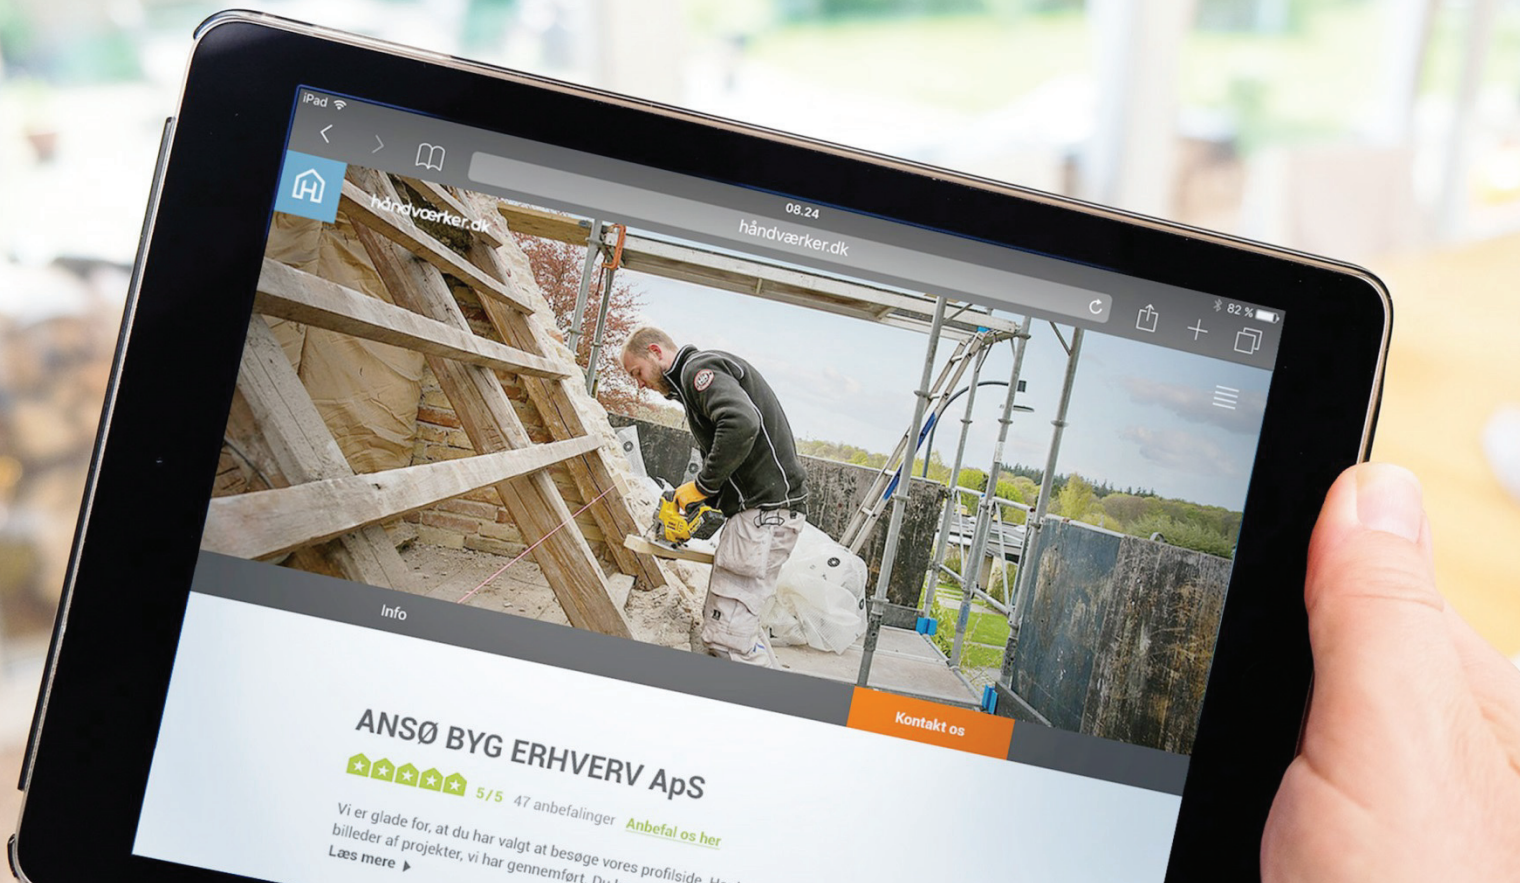 iPad
08.24
82 %
håndværker.dk
håndværker.dk
Info
Kontakt os
ANSØ BYG ERHVERV ApS
5/5 47 anbefalinger Anbefal os her
Vi er glade for, at du har valgt at besøge vores profilside.
billeder af projekter, vi har gennemført. Du
Læs mere